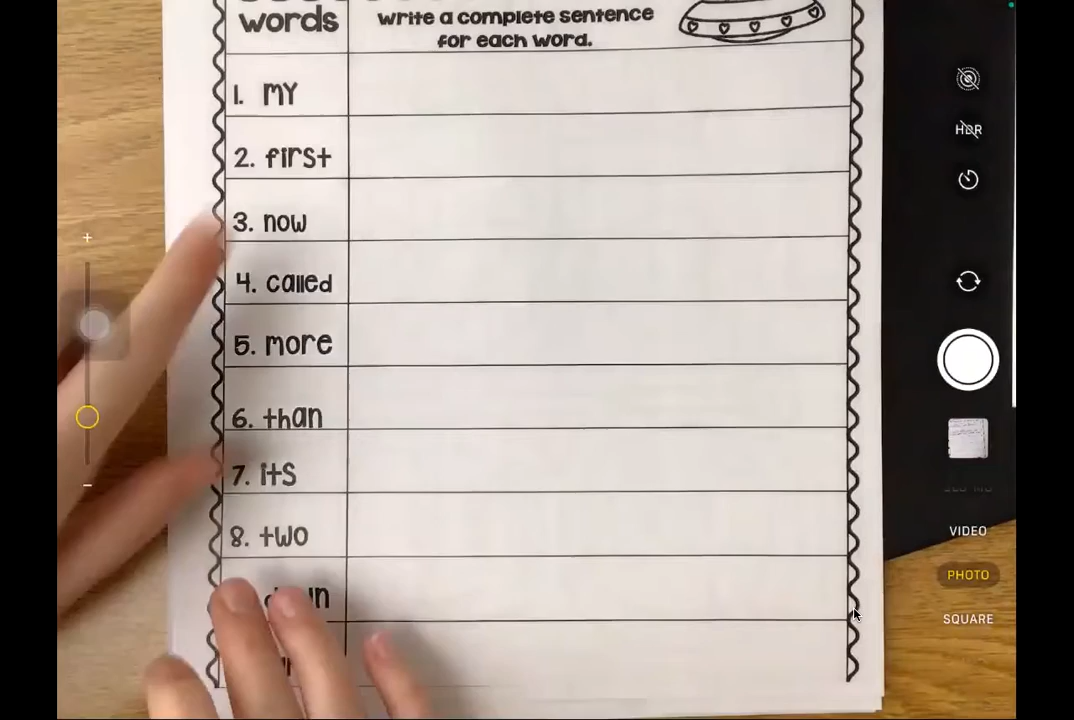 words
write a complete sentence
for each word.
1. my
2. first
3. now
4. called
5. more
6. than
7. its
8. two
HDR
VIDEO
PHOTO
SQUARE